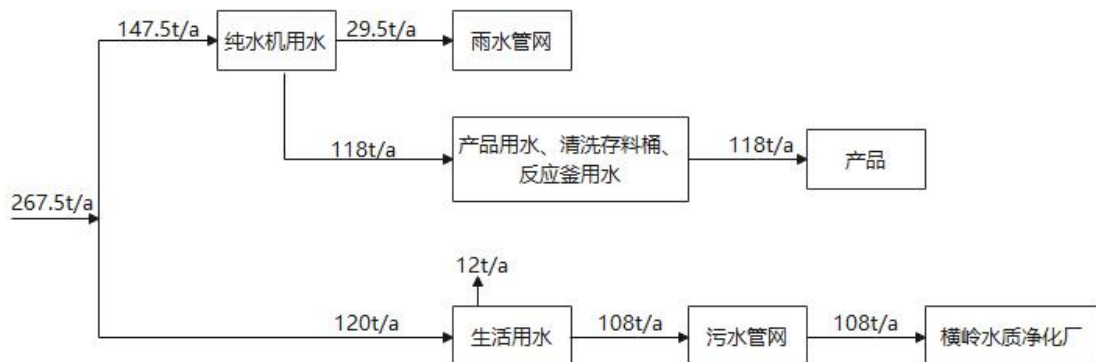 147.5t/a
纯水机用水
29.5t/a
雨水管网
118t/a
产品用水、清洗存料桶、
反应釜用水
118t/a
产品
267.5t/a
12t/a
120t/a
生活用水
108t/a
污水管网
108t/a
横岭水质净化厂